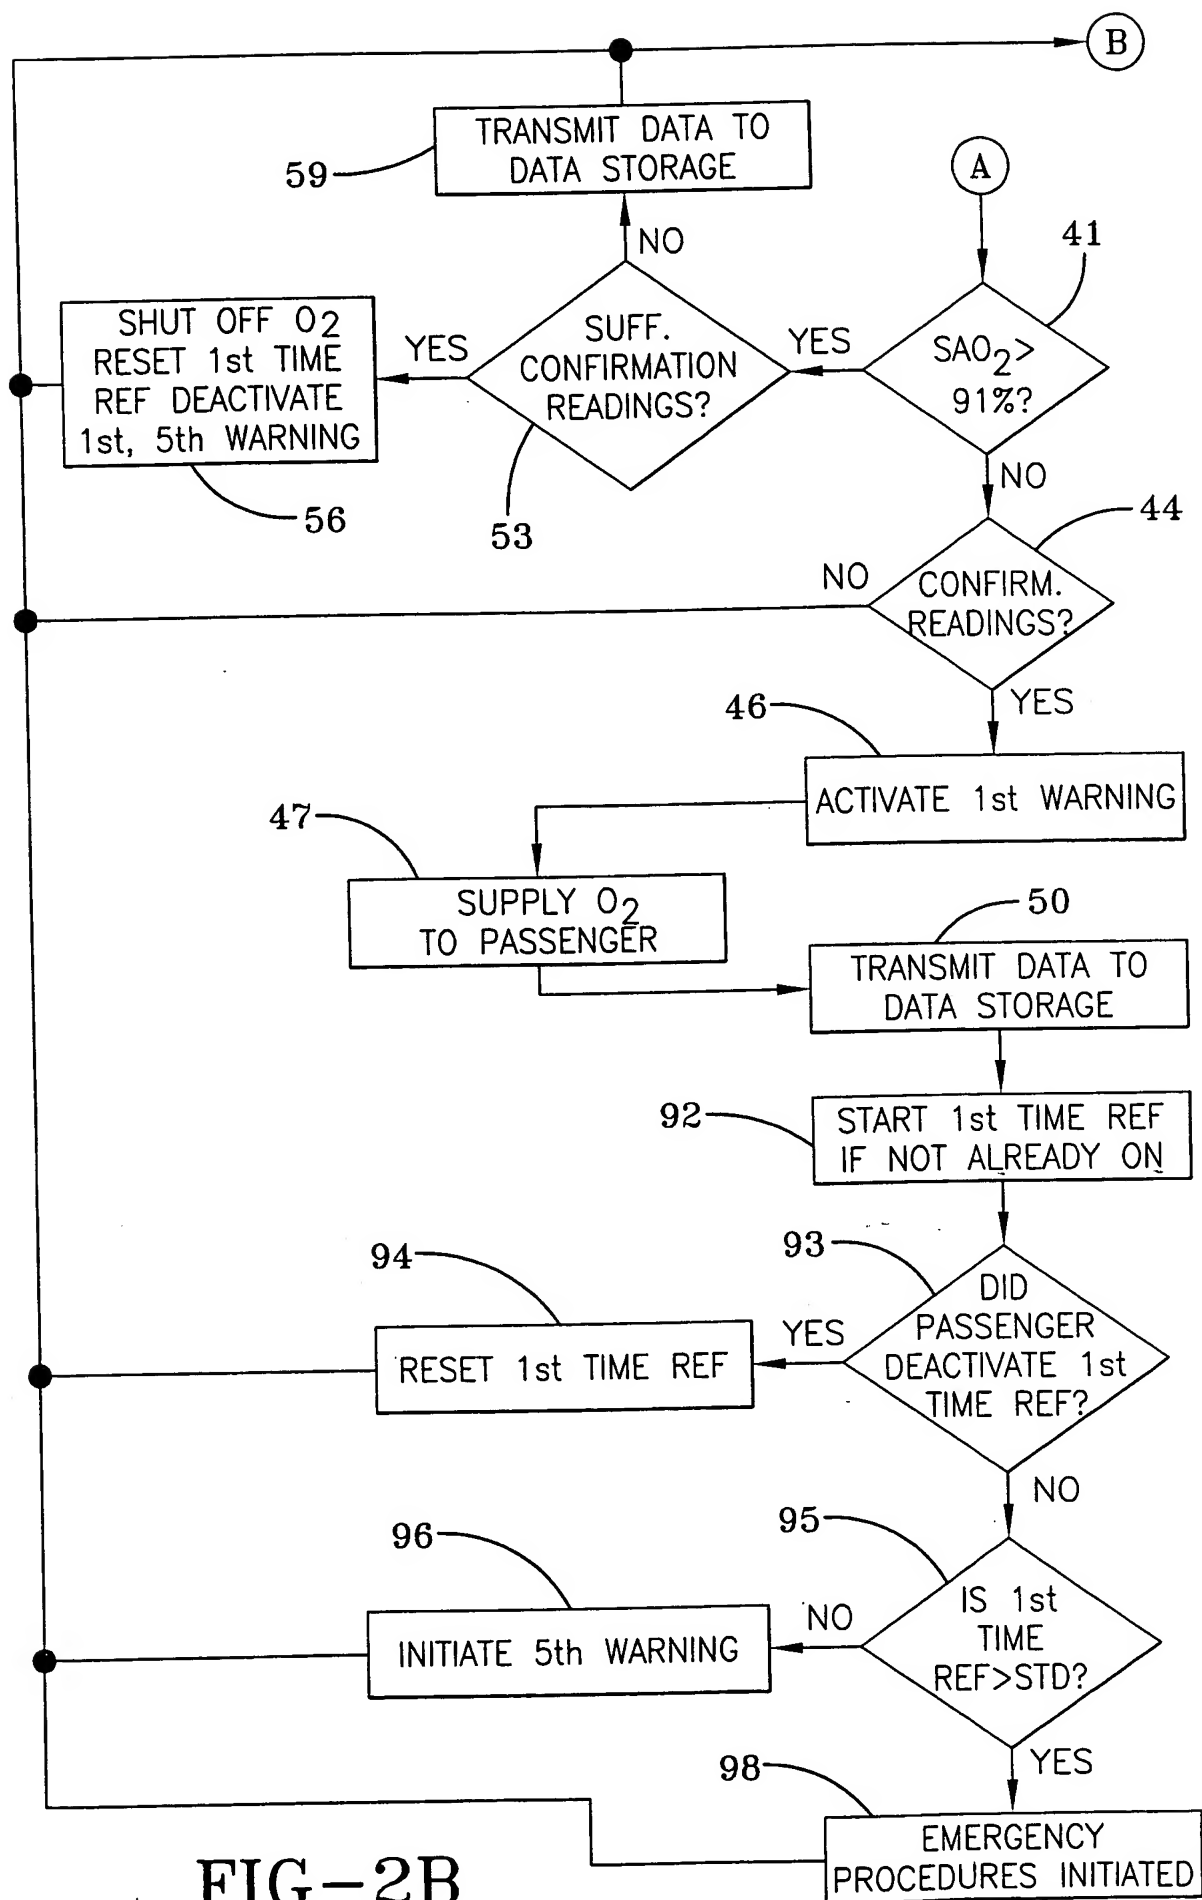 B
TRANSMIT DATA TO
DATA STORAGE
59
A
NO
41
SHUT OFF O2
RESET 1st TIME
REF DEACTIVATE
1st, 5th WARNING
YES
SUFF.
CONFIRMATION
READINGS?
YES
SAO2>
91%?
56
53
NO
44
NO
CONFIRM.
READINGS?
YES
46
ACTIVATE 1st WARNING
47
SUPPLY O2
TO PASSENGER
50
TRANSMIT DATA TO
DATA STORAGE
92
START 1st TIME REF
IF NOT ALREADY ON
93
94
DID
PASSENGER
DEACTIVATE 1st
TIME REF?
YES
RESET 1st TIME REF
NO
95
96
IS 1st
TIME
REF>STD?
NO
INITIATE 5th WARNING
YES
98
EMERGENCY
PROCEDURES INITIATED
FIG-2B